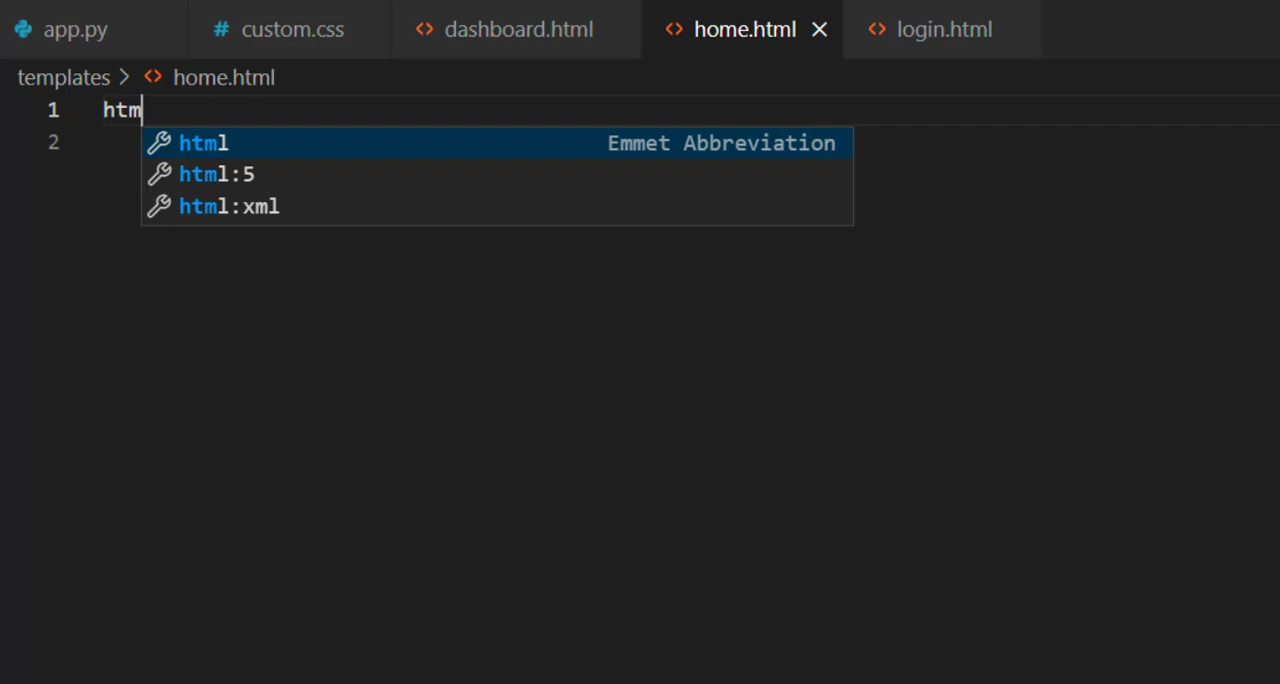 app.py # custom.css <> dashboard.html <> home.html × <> login.html
templates > <> home.html
1 htm
2
html Emmet Abbreviation
html:5
html:xml